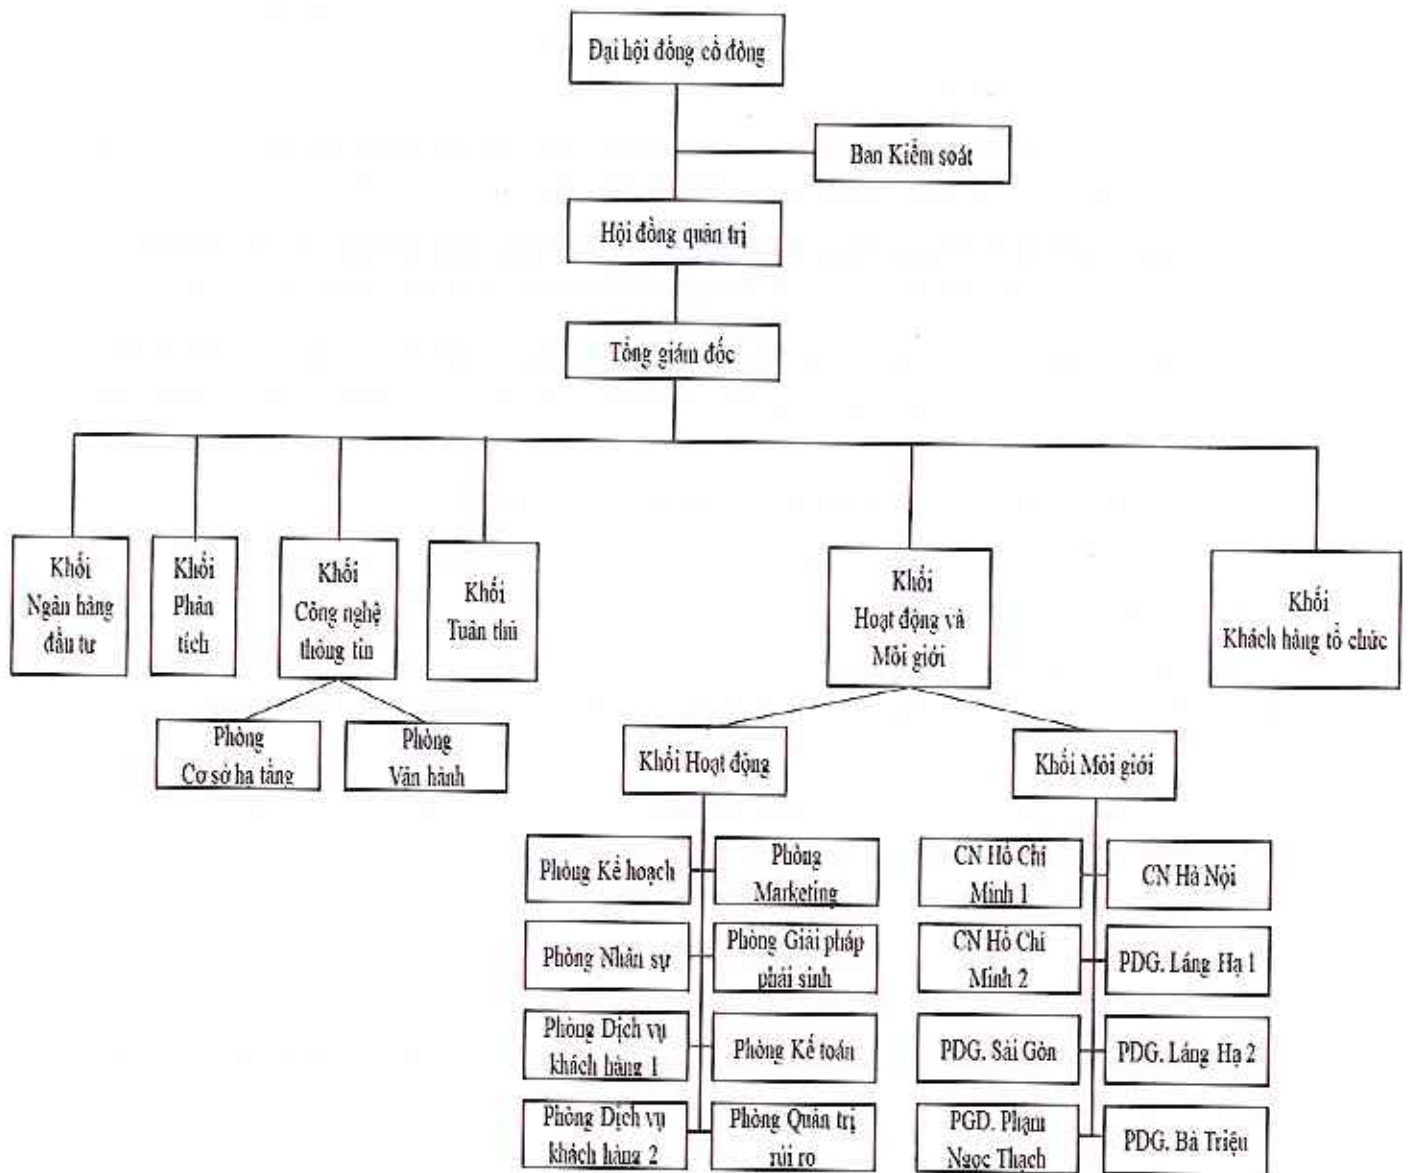 Đại hội đồng cổ đông
Ban Kiểm soát
Hội đồng quản trị
Tổng giám đốc
Khối
Ngân hàng
đầu tư
Khối
Phân
tích
Khối
Công nghệ
thông tin
Khối
Tuân thủ
Khối
Hoạt động và
Môi giới
Khối
Khách hàng tổ chức
Phòng
Cơ sở hạ tầng
Phòng
Vận hành
Khối Hoạt động
Khối Môi giới
Phòng Kế hoạch
Phòng
Marketing
CN Hồ Chí
Minh 1
CN Hà Nội
Phòng Nhân sự
Phòng Giải pháp
phái sinh
CN Hồ Chí
Minh 2
PDG. Láng Hạ 1
Phòng Dịch vụ
khách hàng 1
Phòng Kế toán
PDG. Sài Gòn
PDG. Láng Hạ 2
Phòng Dịch vụ
khách hàng 2
Phòng Quản trị
rủi ro
PGD. Phạm
Ngọc Thạch
PDG. Bà Triệu